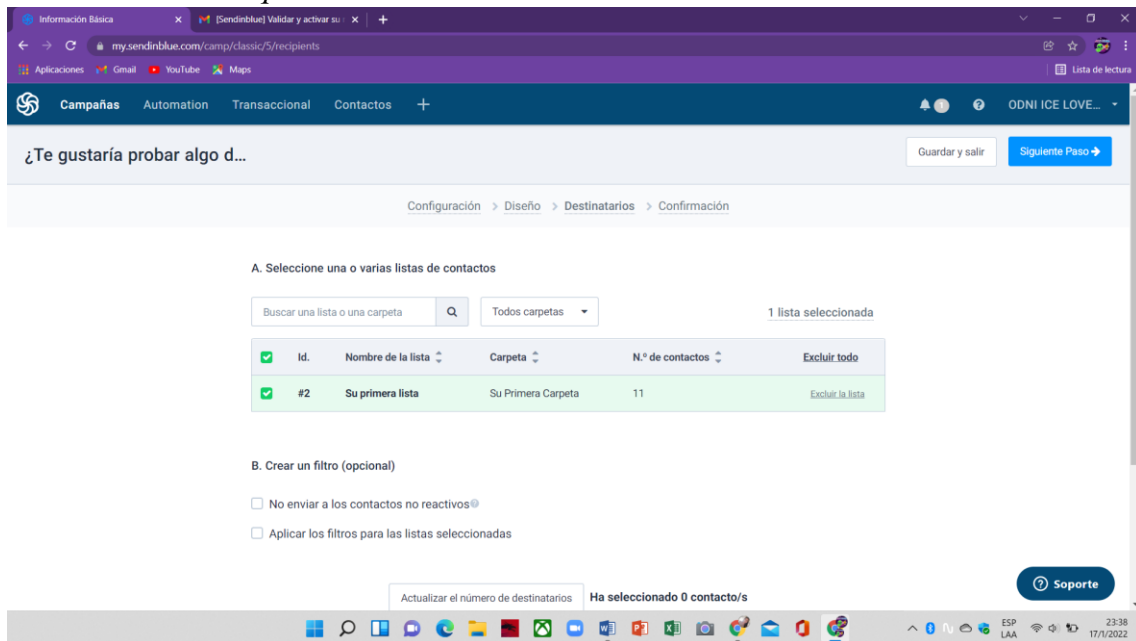 Información Básica
[Sendinblue] Validar y activar su
my.sendinblue.com/camp/classic/5/recipients
Aplicaciones Gmail YouTube Maps Lista de lectura
Campañas Automation Transaccional Contactos + 1 ODNI ICE LOVE...
¿Te gustaría probar algo d... Guardar y salir Siguiente Paso →
Configuración > Diseño > Destinatarios > Confirmación
A. Seleccione una o varias listas de contactos
Buscar una lista o una carpeta Todos carpetas 1 lista seleccionada
Id. Nombre de la lista Carpeta N.º de contactos Excluir todo
#2 Su primera lista Su Primera Carpeta 11 Excluir la lista
B. Crear un filtro (opcional)
No enviar a los contactos no reactivos
Aplicar los filtros para las listas seleccionadas
Soporte
Actualizar el número de destinatarios Ha seleccionado 0 contacto/s
ESP 23:38
LAA 17/1/2022